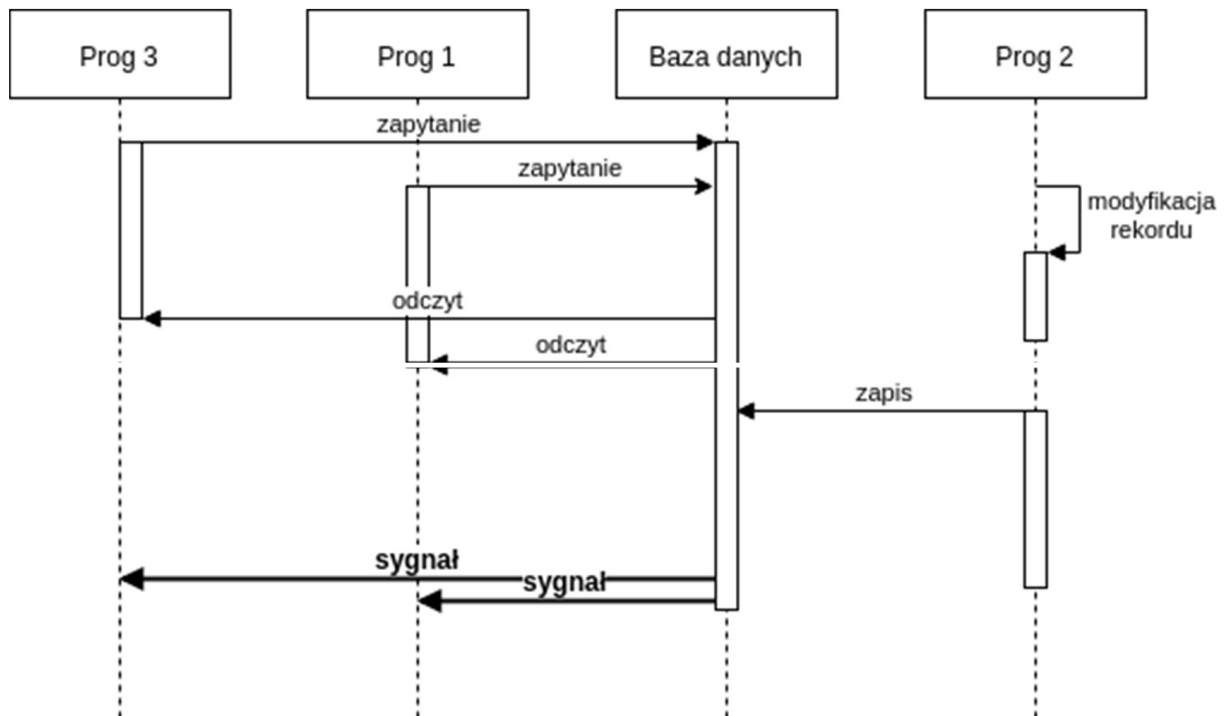 Prog 3
Prog 1
Baza danych
Prog 2
zapytanie
zapytanie
modyfikacja
rekordu
odczyt
odczyt
zapis
sygnał
sygnał